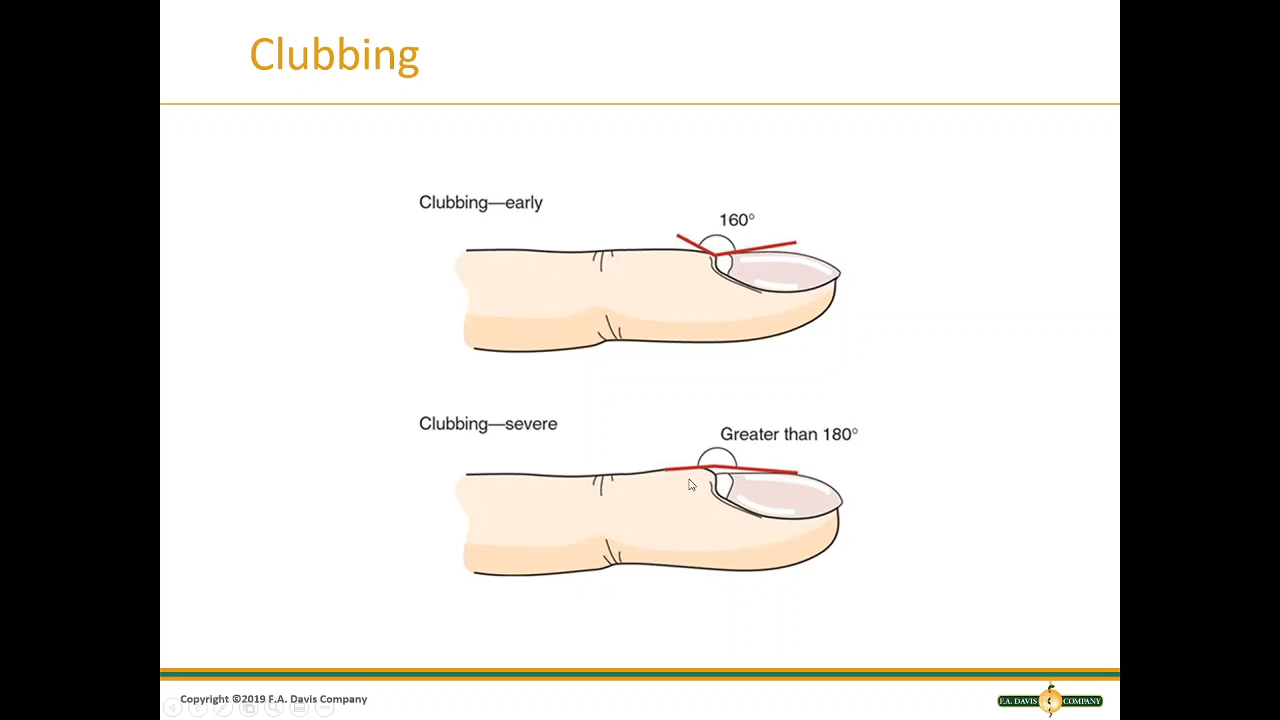 Clubbing
Clubbing—early
160°
Clubbing—severe
Greater than 180°
Copyright ©2019 F.A. Davis Company
F.A. DAVIS COMPANY